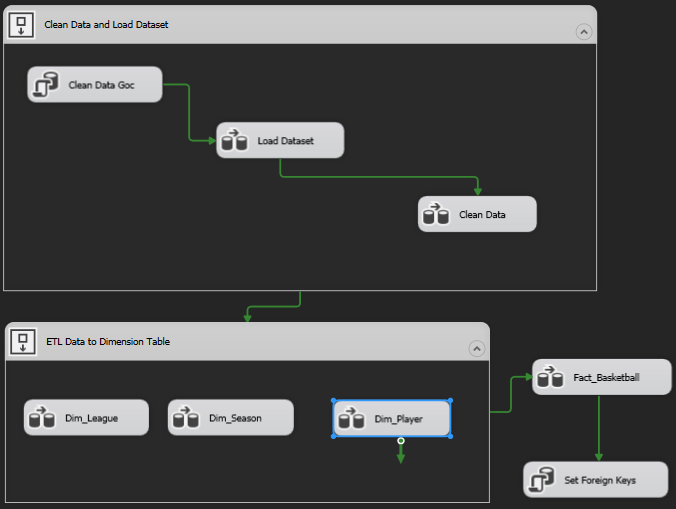 Clean Data and Load Dataset
Clean Data Goc
Load Dataset
Clean Data
ETL Data to Dimension Table
Dim_League
Dim_Season
Dim_Player
Fact_Basketball
Set Foreign Keys